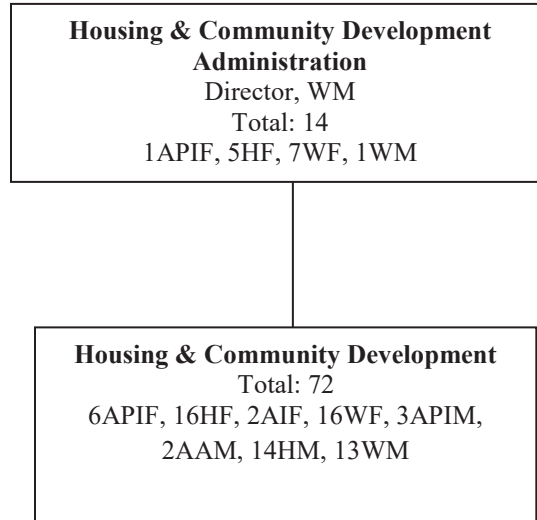 Housing & Community Development
Administration
Director, WM
Total: 14
1APIF, 5HF, 7WF, 1WM
Housing & Community Development
Total: 72
6APIF, 16HF, 2AIF, 16WF, 3APIM,
2AAM, 14HM, 13WM